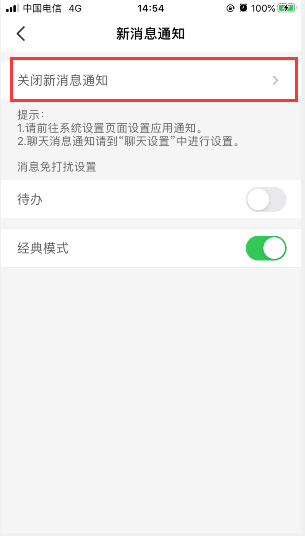 中国电信 4G 14:54 100%
新消息通知
关闭新消息通知
提示：
1.请前往系统设置页面设置应用通知。
2.聊天消息通知请到“聊天设置”中进行设置。
消息免打扰设置
待办
经典模式